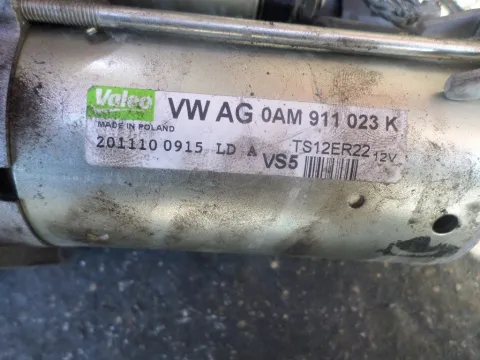 Valeo
VW AG 0AM 911 023 K
MADE IN POLAND
201110 0915 LD A
TS12ER22 12V
VS5